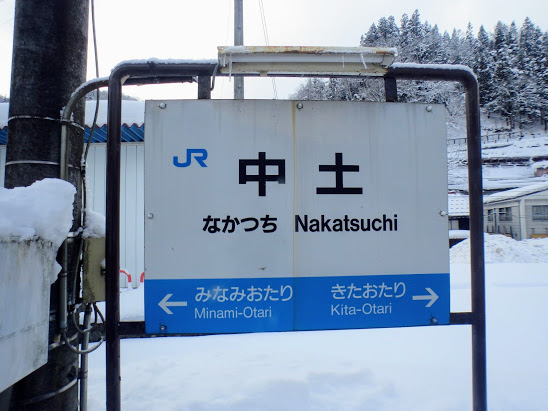 JR 中土
なかつち Nakatsuchi
← みなみおたり きたおたり →
Minami-Otari Kita-Otari